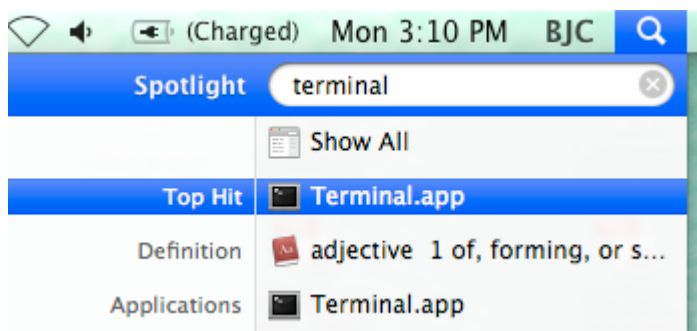 (Charged) Mon 3:10 PM BJC
Spotlight terminal
Show All
Top Hit Terminal.app
Definition adjective 1 of, forming, or s...
Applications Terminal.app